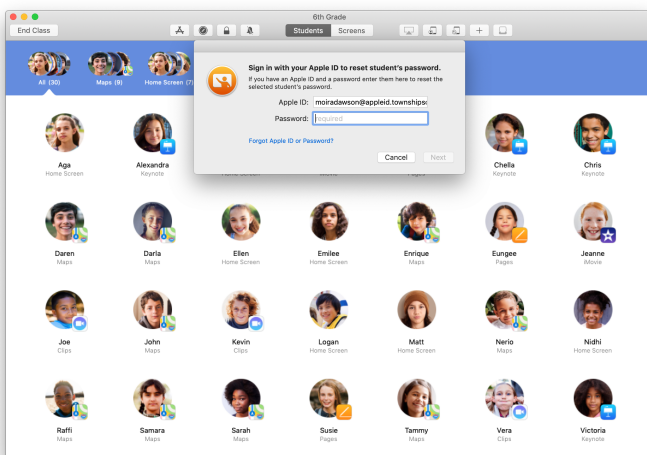 6th Grade
End Class
Students
Screens
All (30)
Maps (9)
Home Screen (7)
Sign in with your Apple ID to reset student's password.
If you have an Apple ID and a password enter them here to reset the
selected student's password.
Apple ID:
moiradawson@appleid.townships
Password:
required
Forgot Apple ID or Password?
Cancel
Next
Aga
Home Screen
Alexandra
Keynote
Chella
Keynote
Chris
Keynote
Daren
Maps
Darla
Maps
Ellen
Home Screen
Emilee
Home Screen
Enrique
Maps
Eungee
Pages
Jeanne
iMovie
Joe
Clips
John
Maps
Kevin
Clips
Logan
Home Screen
Matt
Home Screen
Nerio
Maps
Nidhi
Home Screen
Raffi
Maps
Samara
Maps
Sarah
Maps
Susie
Pages
Tammy
Maps
Vera
Clips
Victoria
Keynote